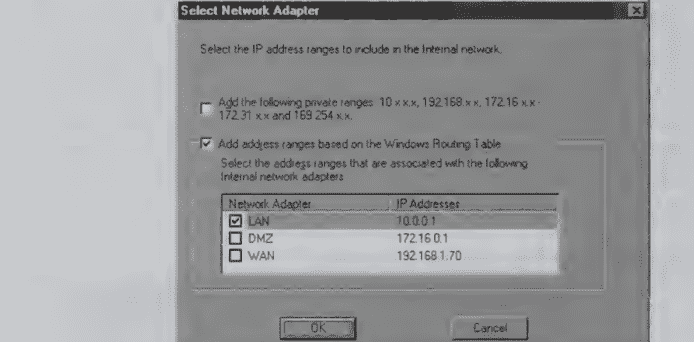 Select Network Adapter
Select the IP address ranges to include in the Internal network.
Add the following private ranges: 10.x.x.x, 192.168.x.x, 172.16.x.x -
172.31.x.x and 169.254.x.x.
Add address ranges based on the Windows Routing Table
Select the address ranges that are associated with the following
Internal network adapters
Network Adapter IP Addresses
LAN 10.0.0.1
DMZ 172.16.0.1
WAN 192.168.1.70
OK Cancel